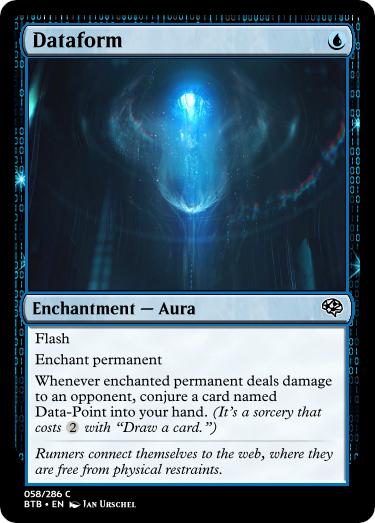 Dataform
Enchantment — Aura
Flash
Enchant permanent
Whenever enchanted permanent deals damage
to an opponent, conjure a card named
Data-Point into your hand. (It's a sorcery that
costs 2 with “Draw a card.”)
Runners connect themselves to the web, where they
are free from physical restraints.
058/286 C
BTB • EN Jan Urschel